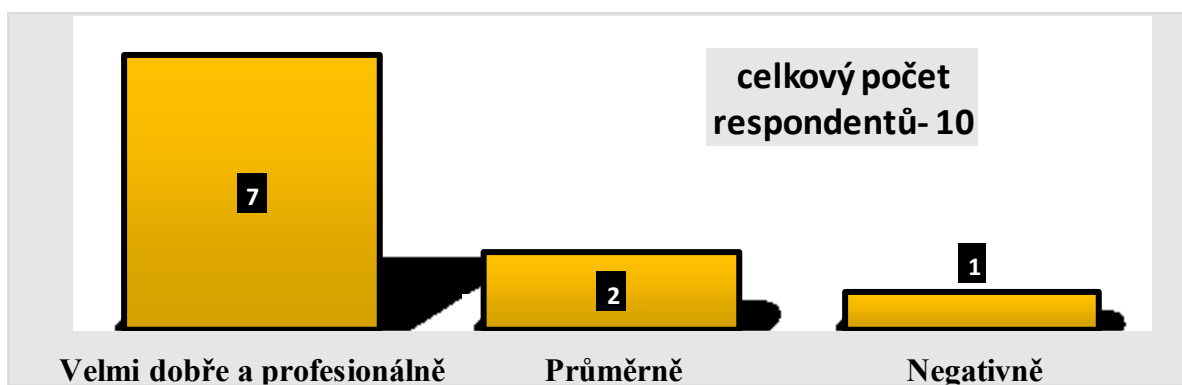 celkový počet
respondentů- 10
7
2
1
Velmi dobře a profesionálně
Průměrně
Negativně